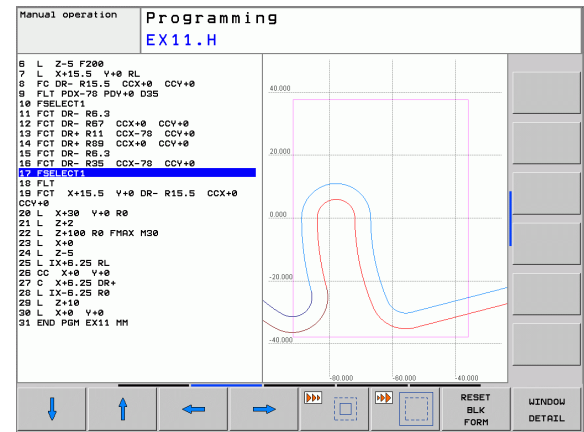 Manual operation
Programming
EX11.H
6 L Z-5 F200
7 L X+15.5 Y+0 RL
8 FC DR- R15.5 CCX+0 CCY+0
9 FLT PDX-78 PDY+0 D35
10 FSELECT1
11 FCT DR- R6.3
12 FCT DR- R67 CCX+0 CCY+0
13 FCT DR+ R11 CCX-78 CCY+0
14 FCT DR+ R89 CCX+0 CCY+0
15 FCT DR- R6.3
16 FCT DR- R35 CCX-78 CCY+0
17 FSELECT1
18 FLT
19 FCT X+15.5 Y+0 DR- R15.5 CCX+0
CCY+0
20 L X+30 Y+0 R0
21 L Z+2
22 L Z+100 R0 FMAX M30
23 L X+0
24 L Z-5
25 L IX+6.25 RL
26 CC X+0 Y+0
27 C X+6.25 DR+
28 L IX-6.25 R0
29 L Z+10
30 L X+0 Y+0
31 END PGM EX11 MM
40.000
20.000
0.000
-20.000
-40.000
-80.000
-60.000
-40.000
RESET
BLK
FORM
WINDOW
DETAIL